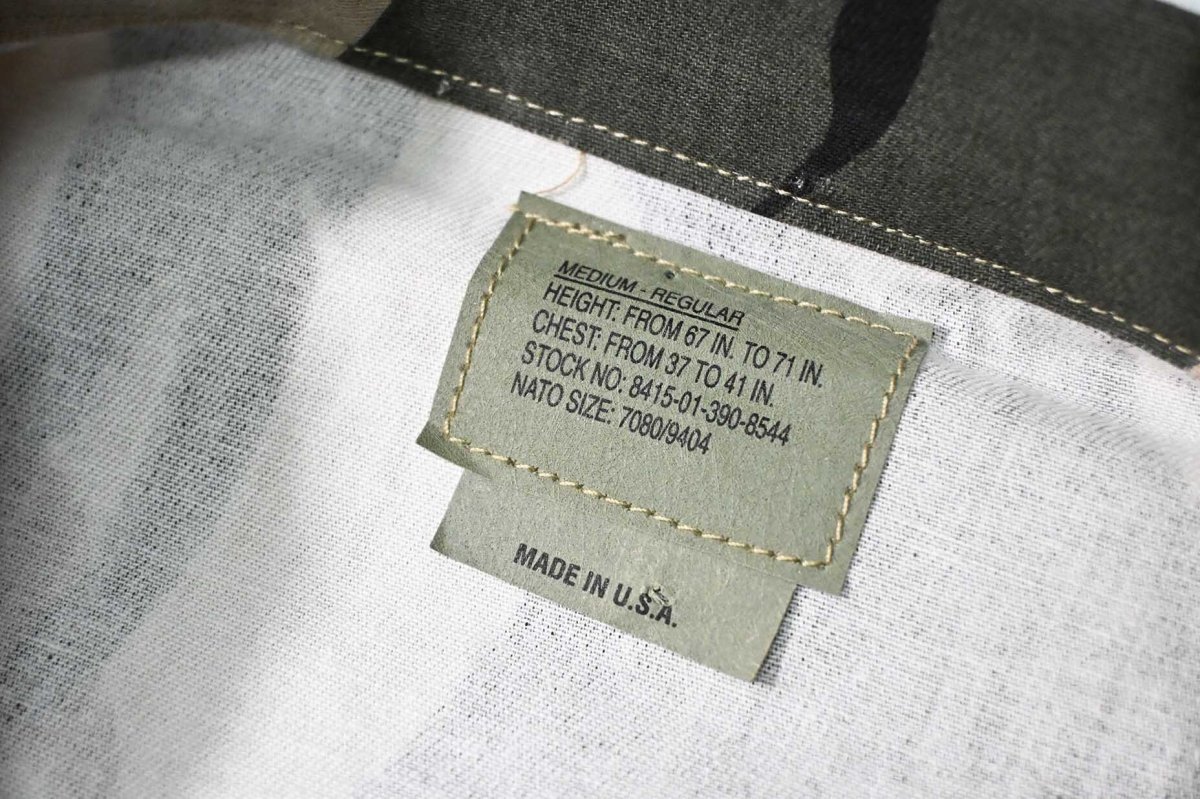 MEDIUM - REGULAR
HEIGHT: FROM 67 IN. TO 71 IN.
CHEST: FROM 37 TO 41 IN.
STOCK NO: 8415-01-390-8544
NATO SIZE: 7080/9404
MADE IN U.S.A.